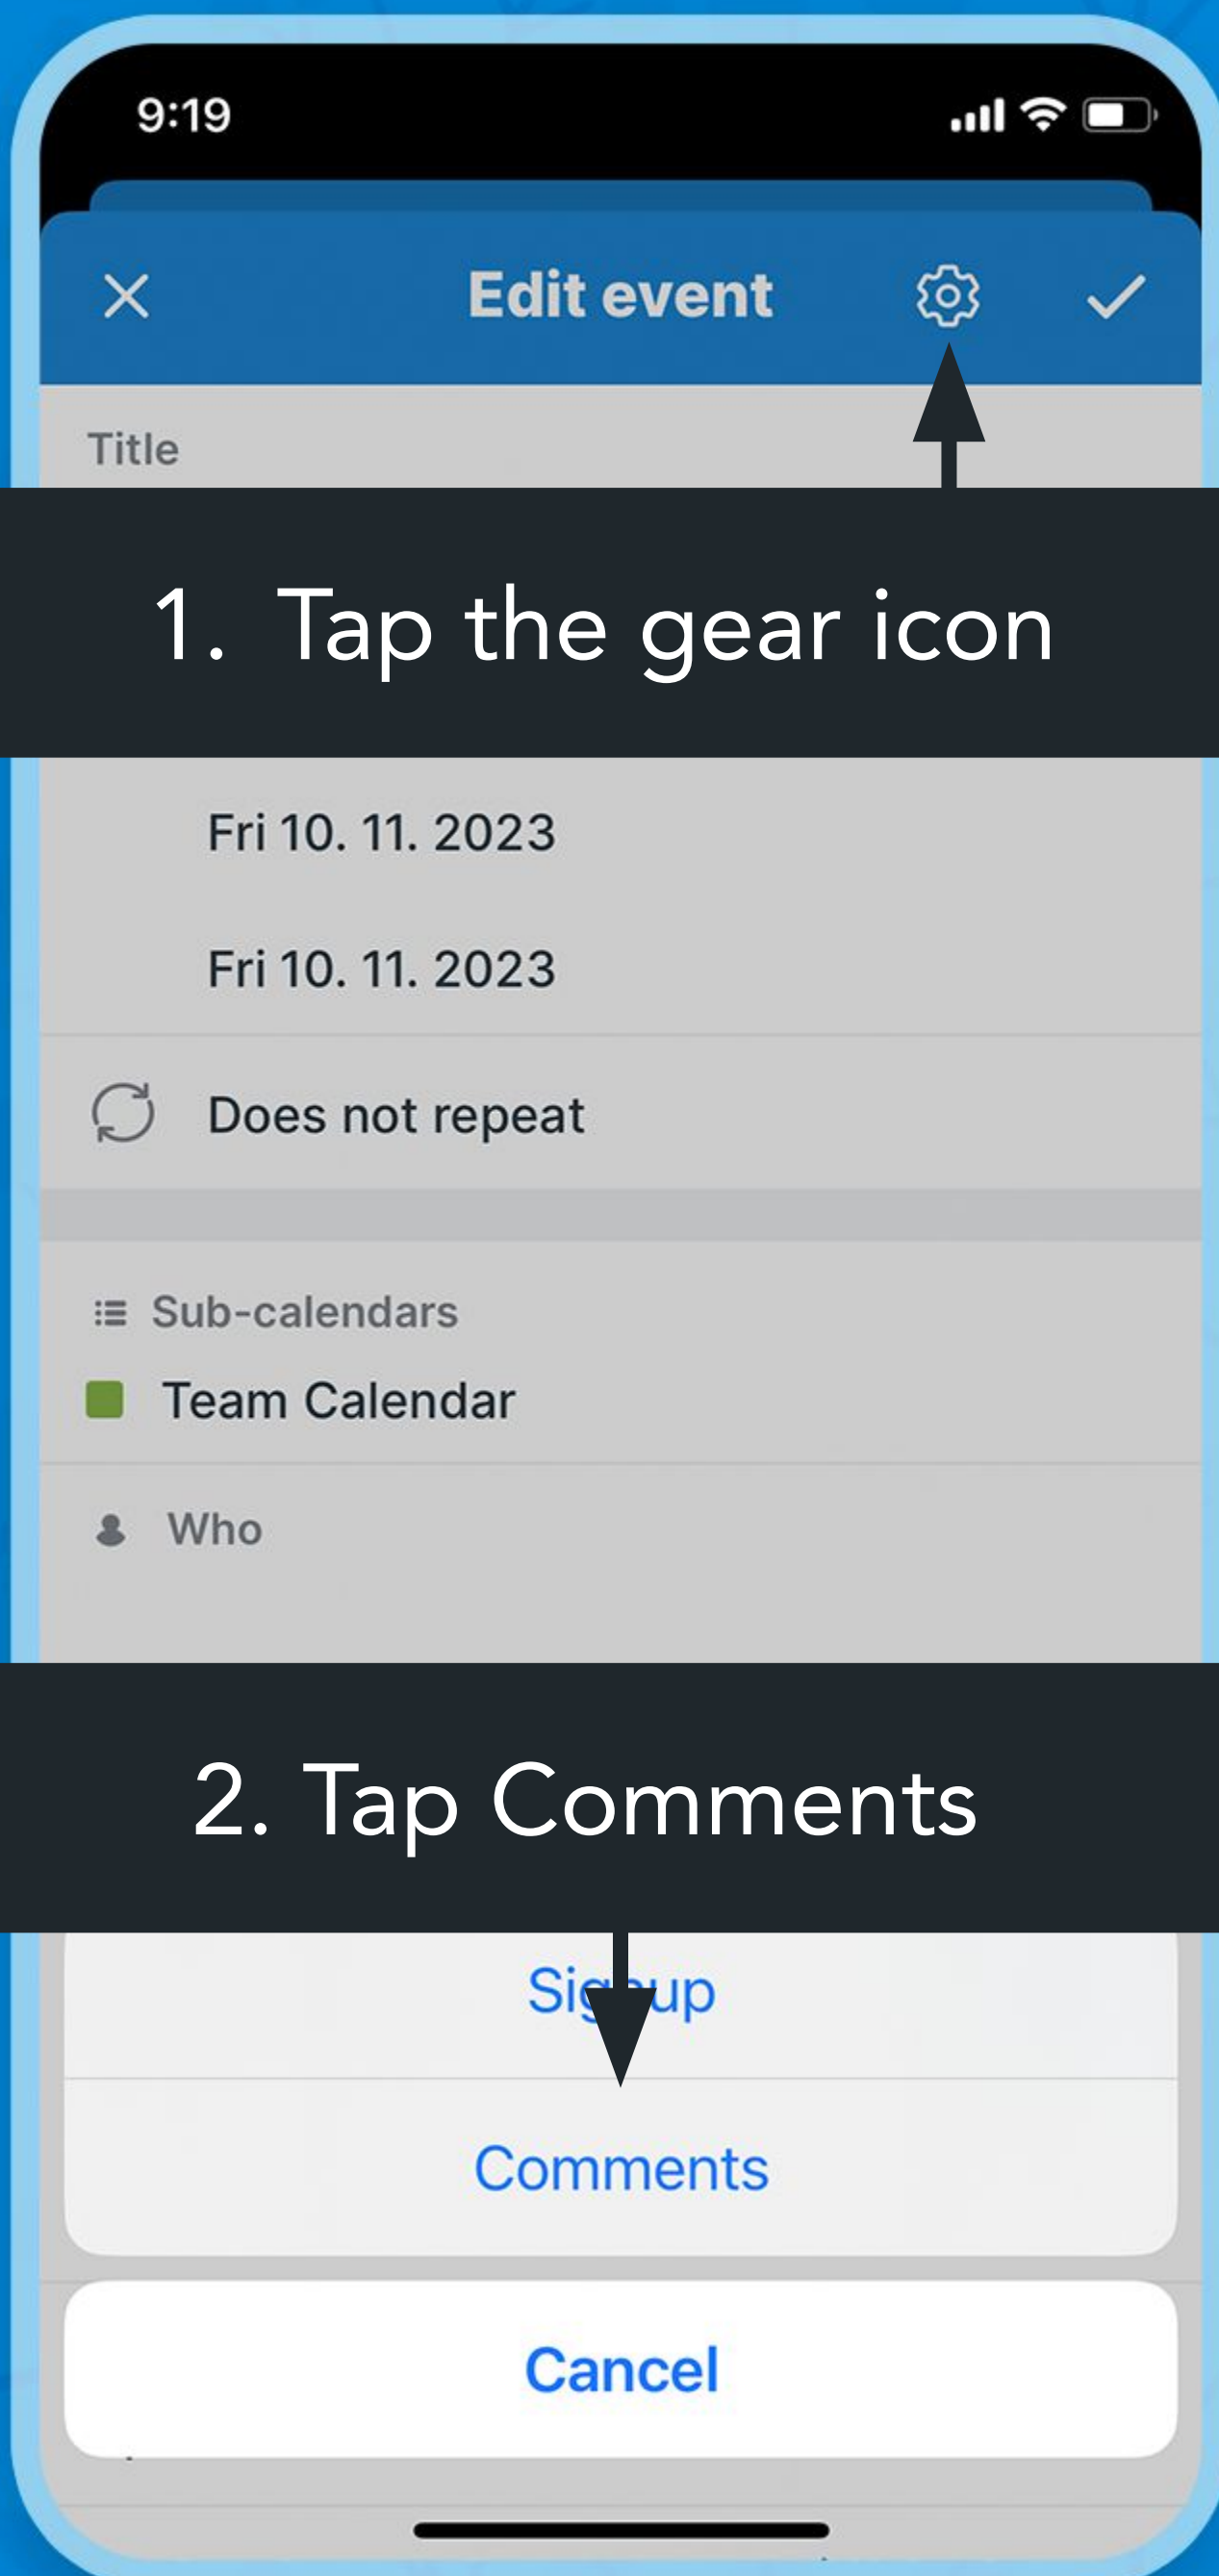 9:19
Edit event
Title
1. Tap the gear icon
Fri 10. 11. 2023
Fri 10. 11. 2023
Does not repeat
Sub-calendars
Team Calendar
Who
2. Tap Comments
Signup
Comments
Cancel